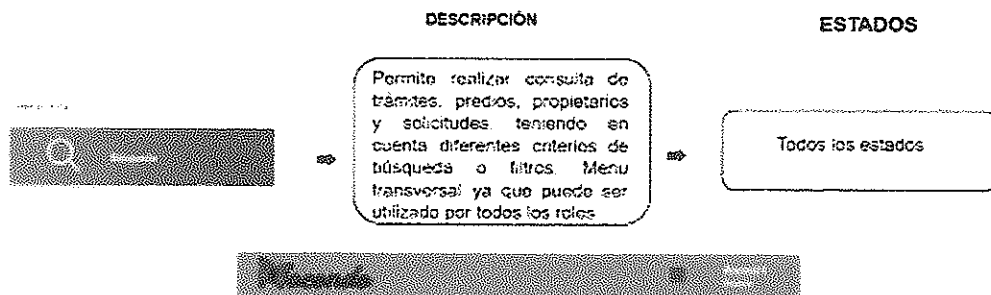 DESCRIPCIÓN
ESTADOS
Permite realizar consulta de
trámites, predios, propietarios
y solicitudes, teniendo en
cuenta diferentes criterios de
búsqueda o filtros. Menu
transversal ya que puede ser
utilizado por todos los roles
Todos los estados